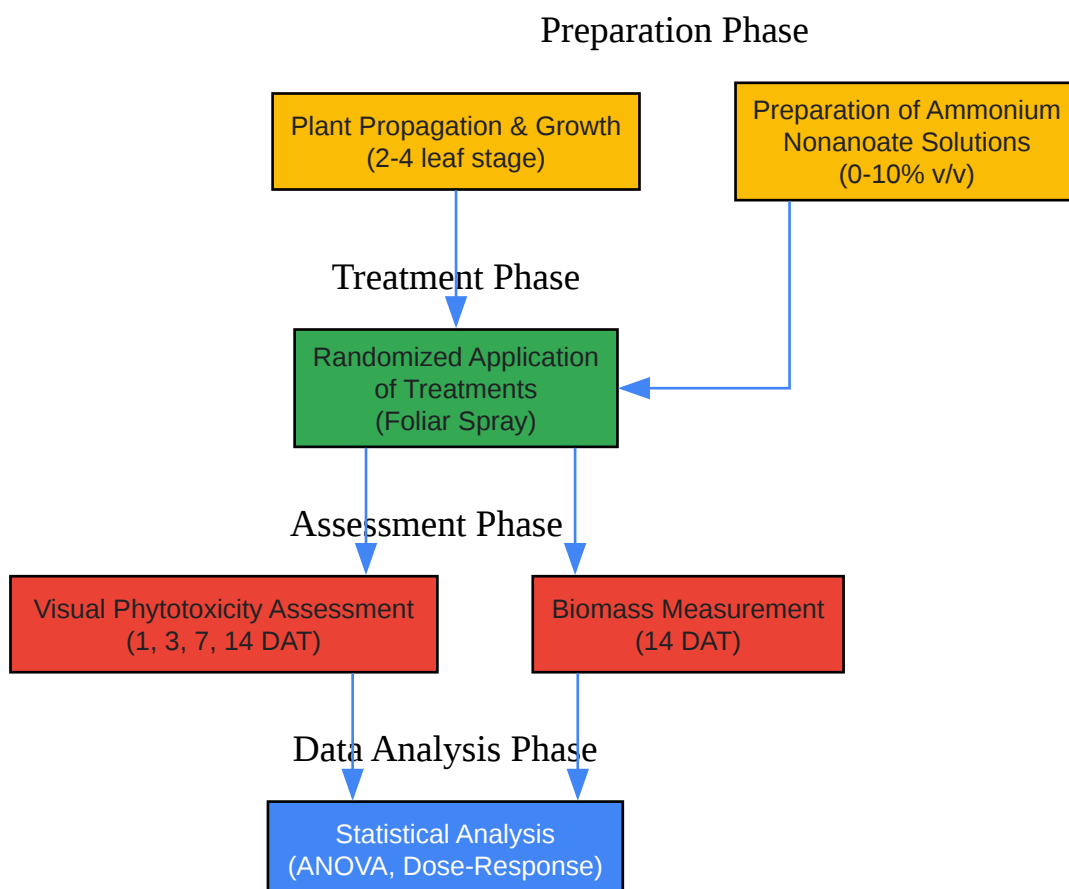 Preparation Phase
Plant Propagation & Growth
(2-4 leaf stage)
Preparation of Ammonium
Nonanoate Solutions
(0-10% v/v)
Treatment Phase
Randomized Application
of Treatments
(Foliar Spray)
Assessment Phase
Visual Phytotoxicity Assessment
(1, 3, 7, 14 DAT)
Biomass Measurement
(14 DAT)
Data Analysis Phase
Statistical Analysis
(ANOVA, Dose-Response)